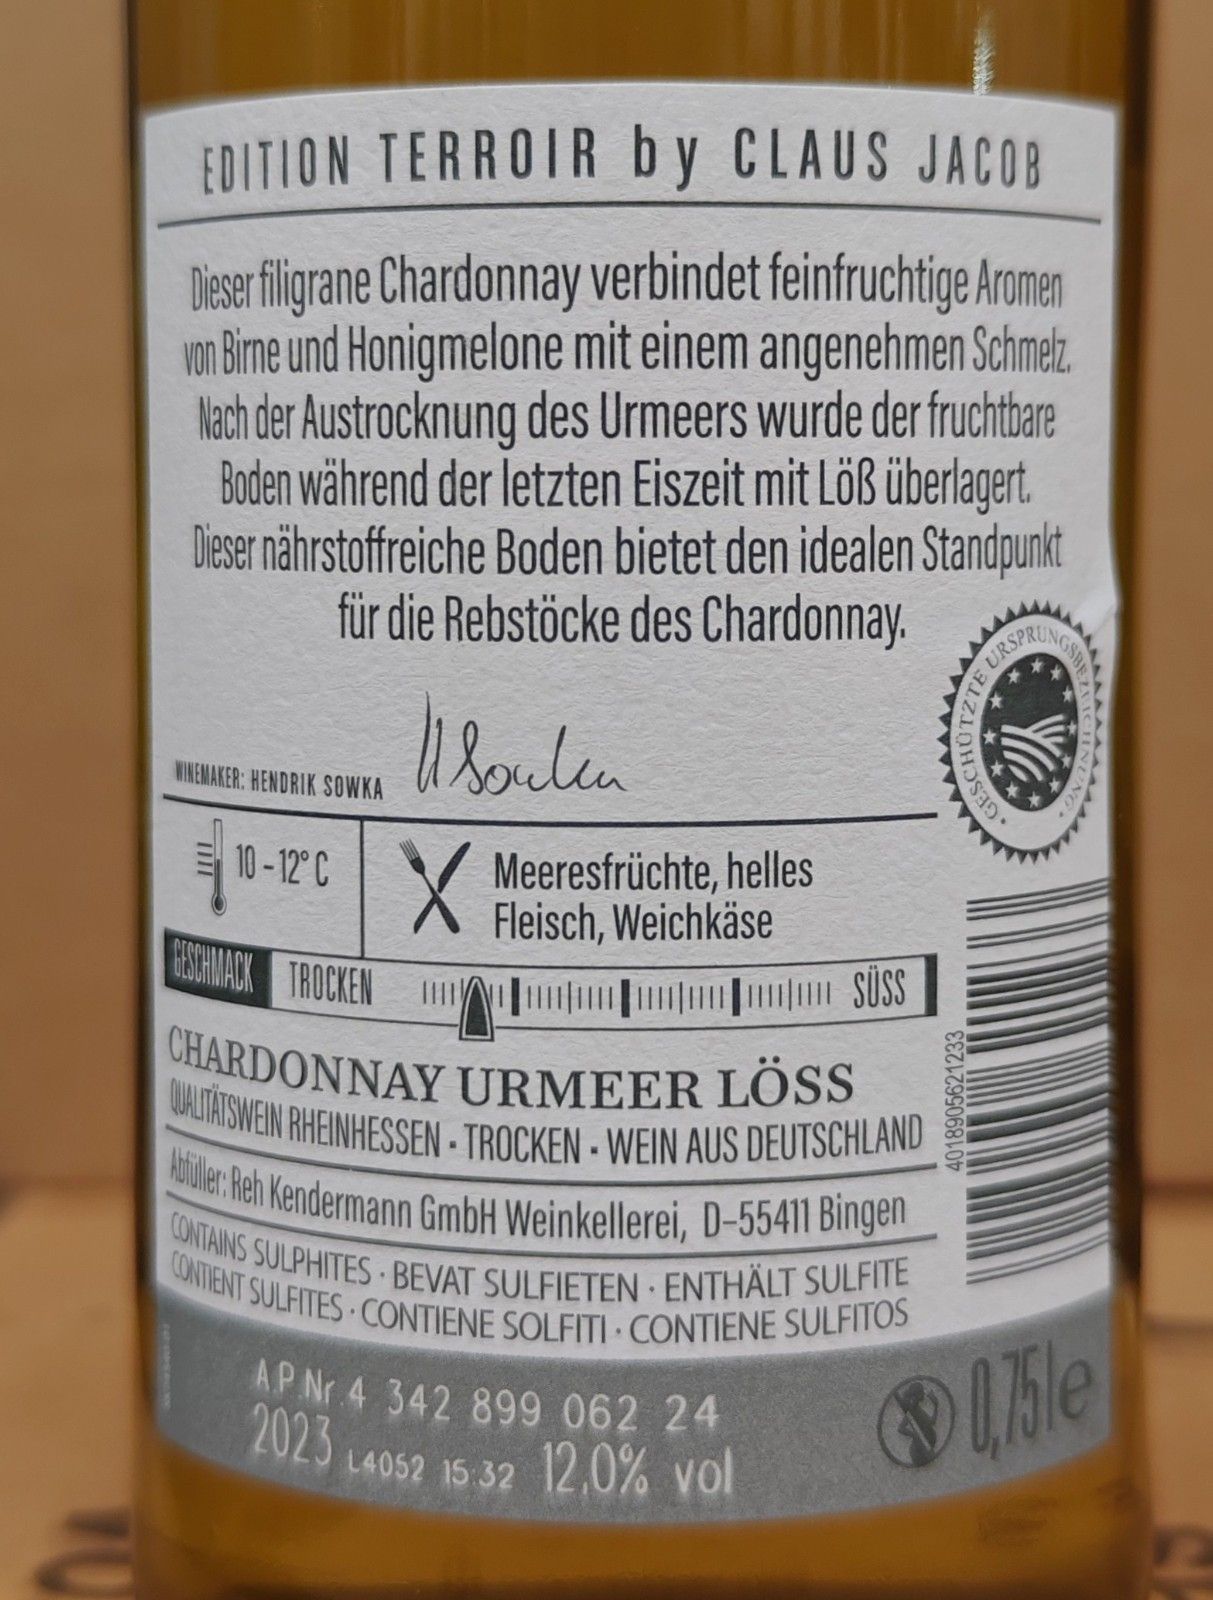 EDITION TERROIR by CLAUS JACOB
Dieser filigrane Chardonnay verbindet feinfruchtige Aromen
von Birne und Honigmelone mit einem angenehmen Schmelz.
Nach der Austrocknung des Urmeers wurde der fruchtbare
Boden während der letzten Eiszeit mit Löß überlagert.
Dieser nährstoffreiche Boden bietet den idealen Standpunkt
für die Rebstöcke des Chardonnay.
GESCHÜTZTE URSPRUNGSBEZEICHNUNG
WINEMAKER: HENDRIK SOWKA
10 – 12° C
Meeresfrüchte, helles
Fleisch, Weichkäse
GESCHMACK TROCKEN SÜSS
CHARDONNAY URMEER LÖSS
QUALITÄTSWEIN RHEINHESSEN • TROCKEN • WEIN AUS DEUTSCHLAND
Abfüller: Reh Kendermann GmbH Weinkellerei, D–55411 Bingen
CONTAINS SULPHITES · BEVAT SULFIETEN · ENTHÄLT SULFITE
CONTIENT SULFITES · CONTIENE SOLFITI · CONTIENE SULFITOS
4018905621233
A.P.Nr. 4 342 899 062 24
2023 L4052 15:32 12,0% vol
0,75l e